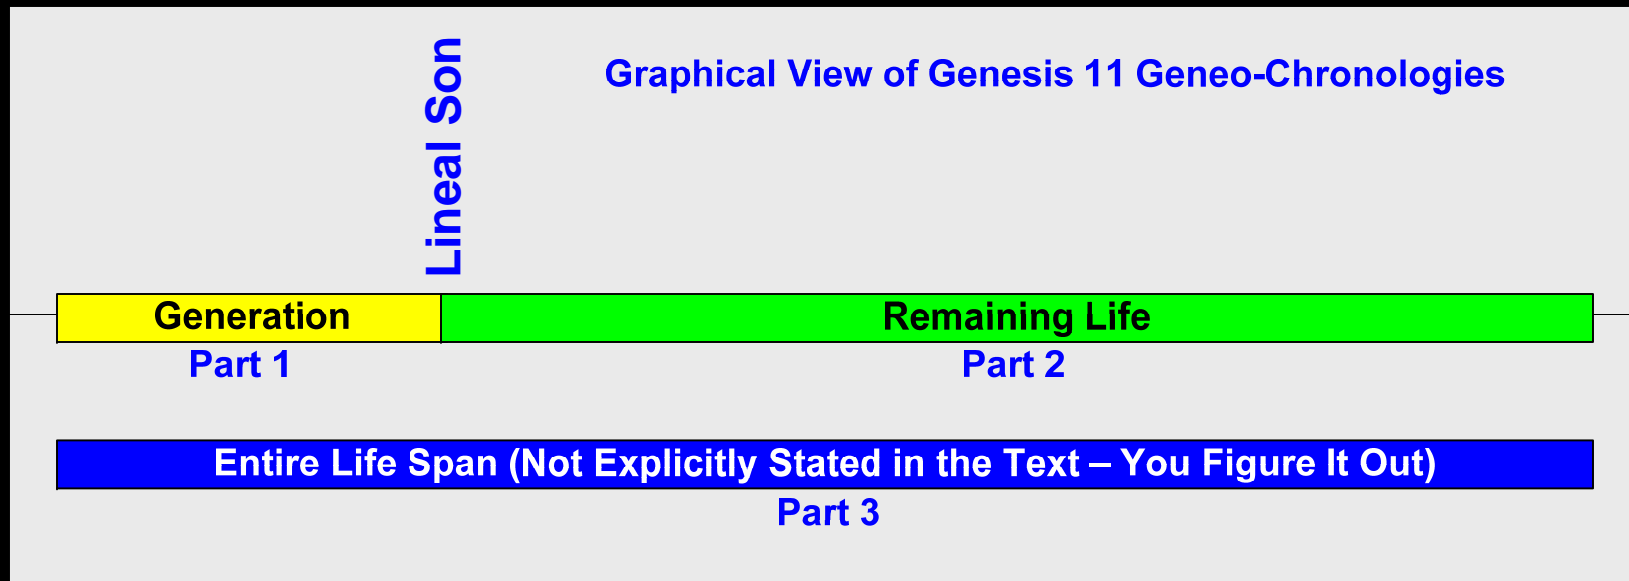 Graphical View of Genesis 11 Geneo-Chronologies
Lineal Son
Generation
Remaining Life
Part 1
Part 2
Entire Life Span (Not Explicitly Stated in the Text – You Figure It Out)
Part 3